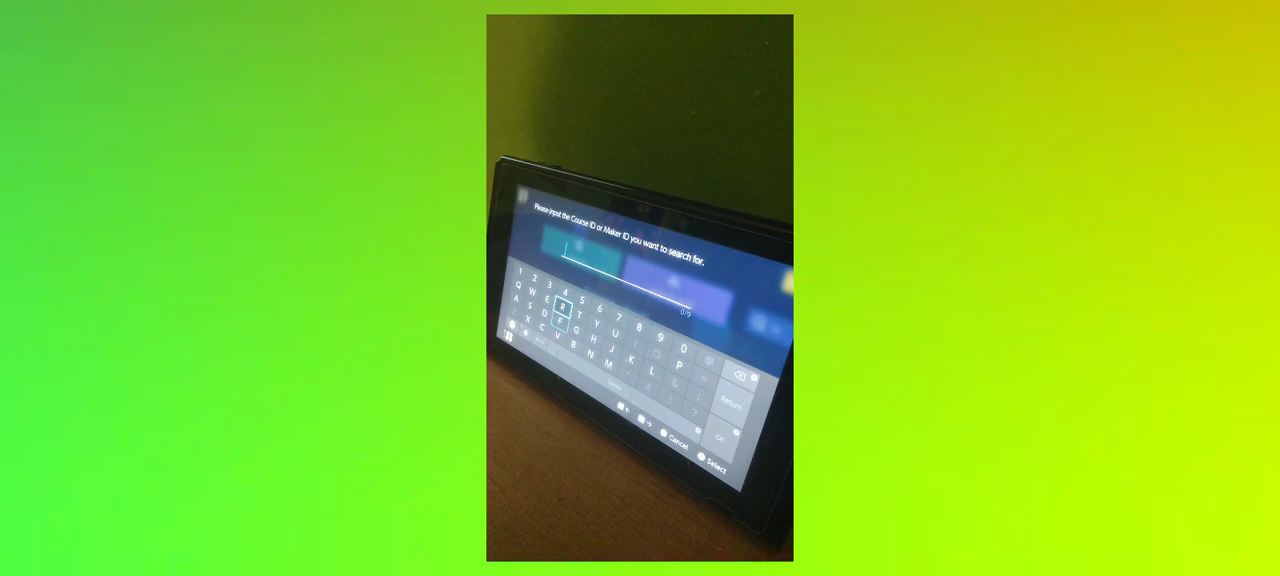 Please input the Course ID or Maker ID you want to search for.
0/9
1 2 3 4 5 6 7 8 9 0
Q W E R T Y U I O P
A S D F G H J K L
X C V B N M
Return
OK
Cancel
Select